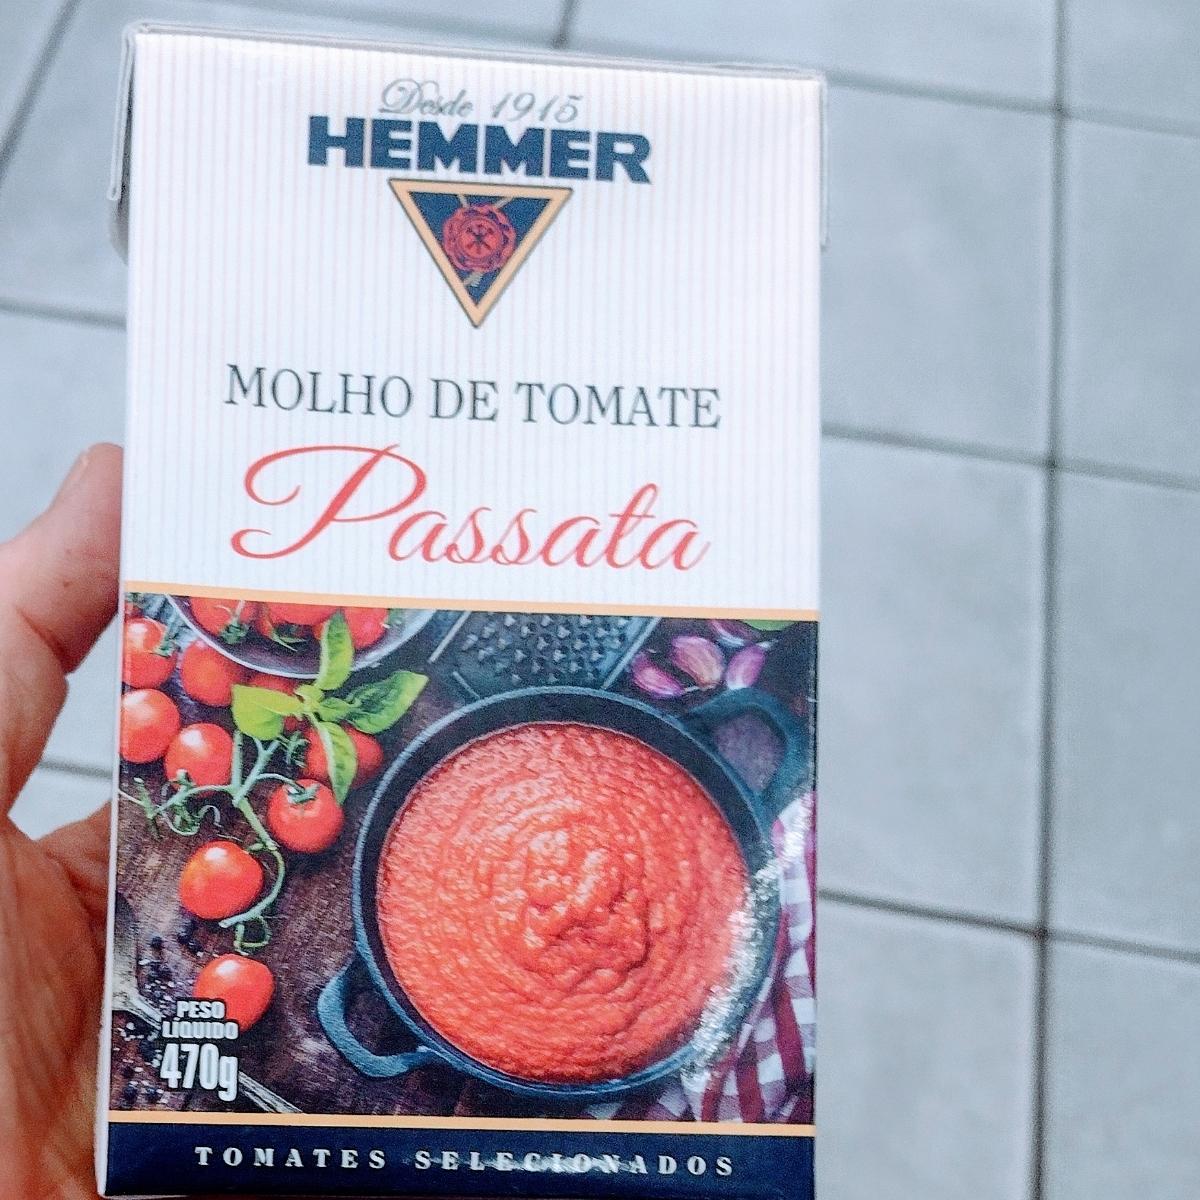 Desde 1915
HEMMER
MOLHO DE TOMATE
Passata
PESO
LÍQUIDO
470g
TOMATES SELECIONADOS